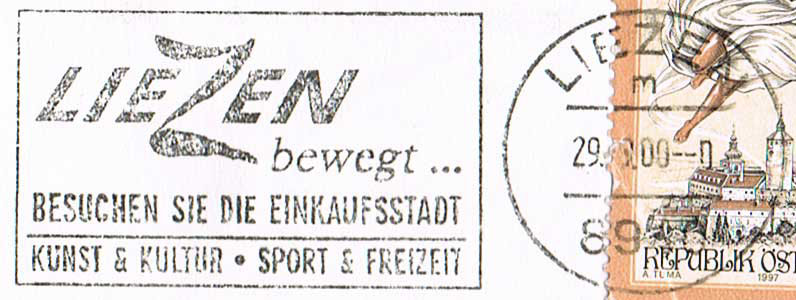 LIEZEN
bewegt ...
BESUCHEN SIE DIE EINKAUFSSTADT
KUNST & KULTUR • SPORT & FREIZEIT
LIEZEN
m
29.
00--0
89
REPUBLIK ÖST
A. TLMA 1997